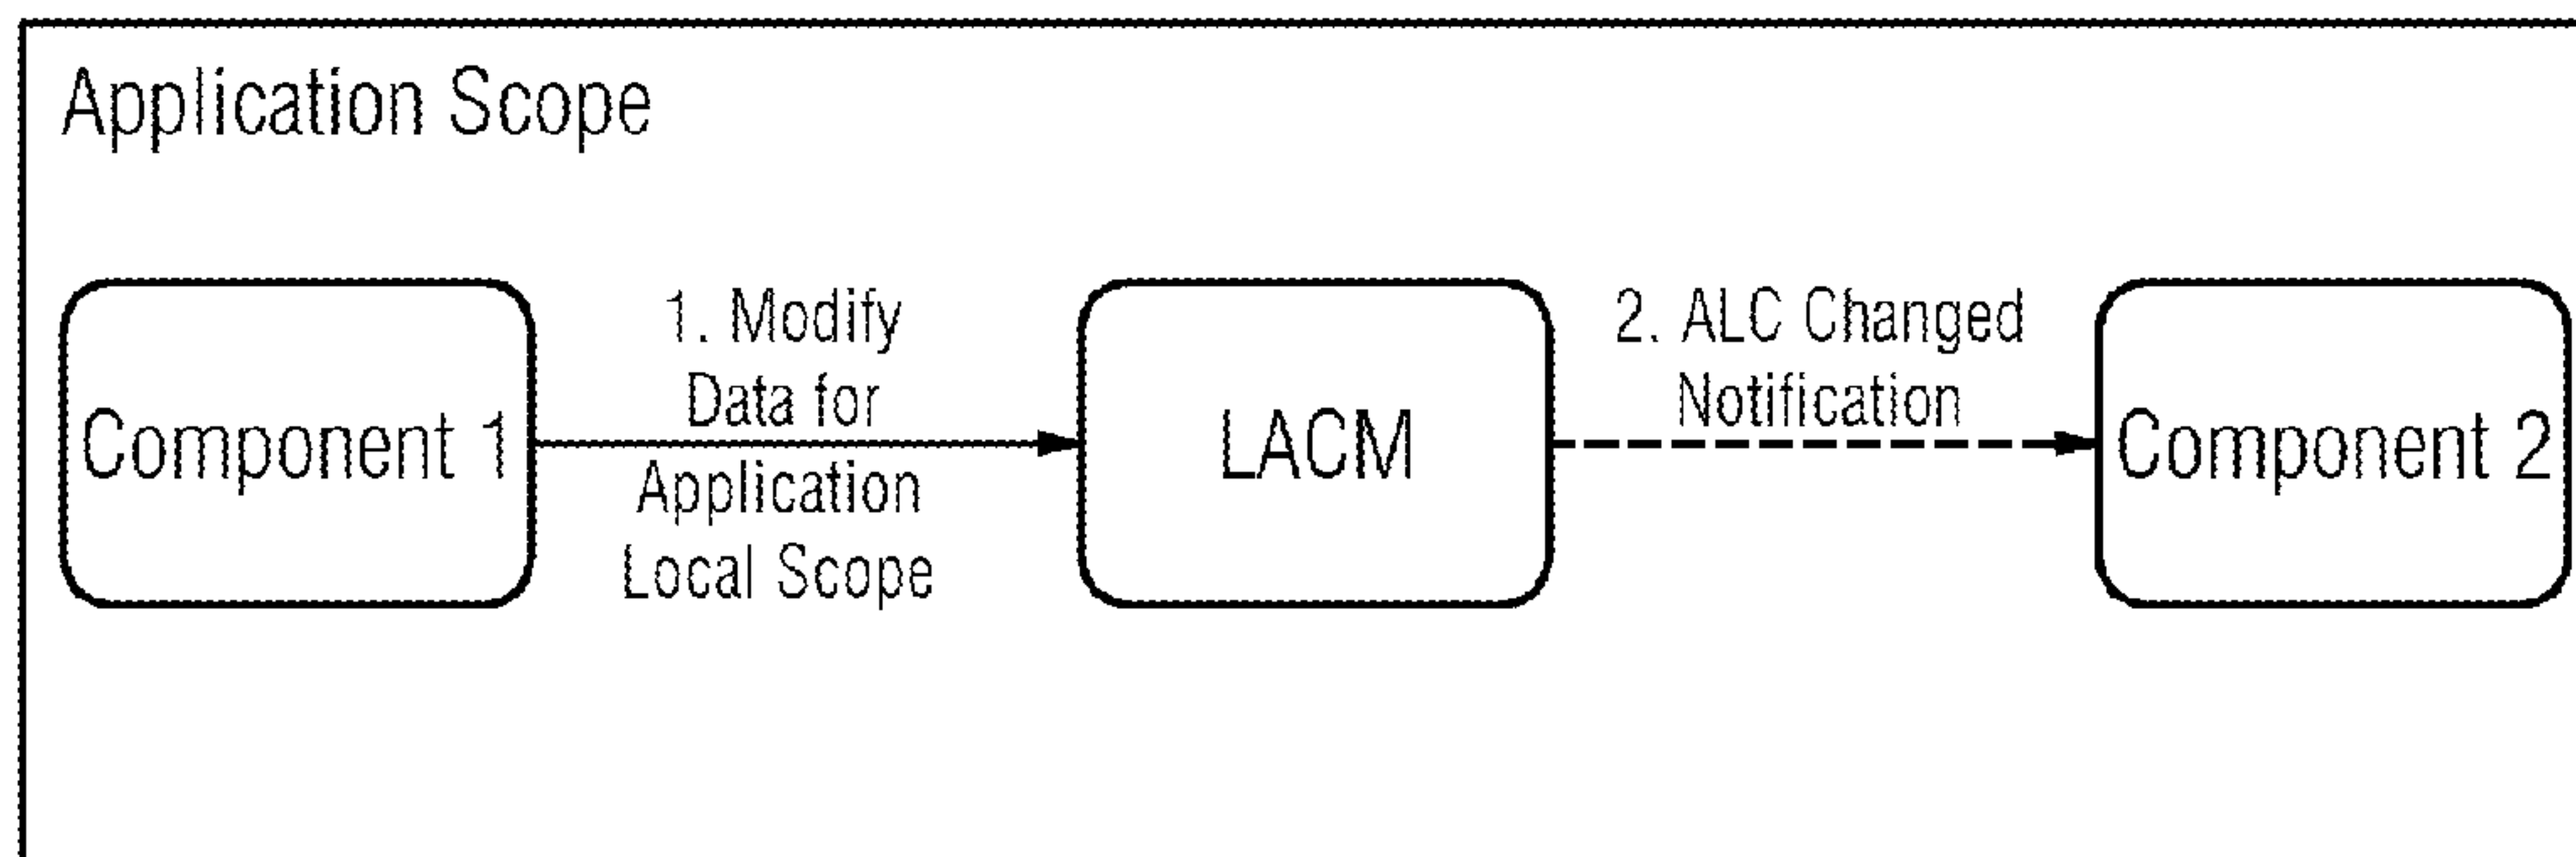 Application Scope
Component 1
1. Modify
Data for
Application
Local Scope
LACM
2. ALC Changed
Notification
Component 2